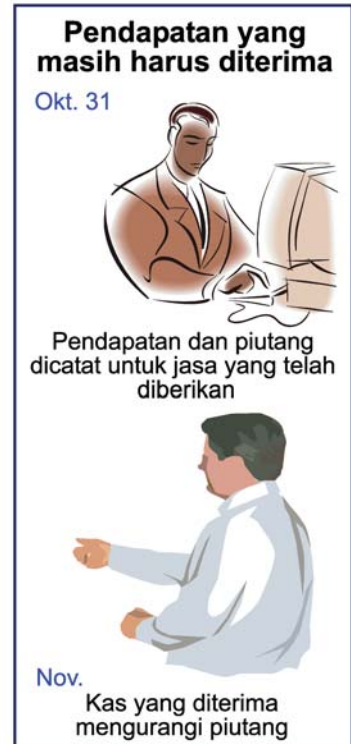 Pendapatan yang
masih harus diterima
Okt. 31
Pendapatan dan piutang
dicatat untuk jasa yang telah
diberikan
Nov.
Kas yang diterima
mengurangi piutang